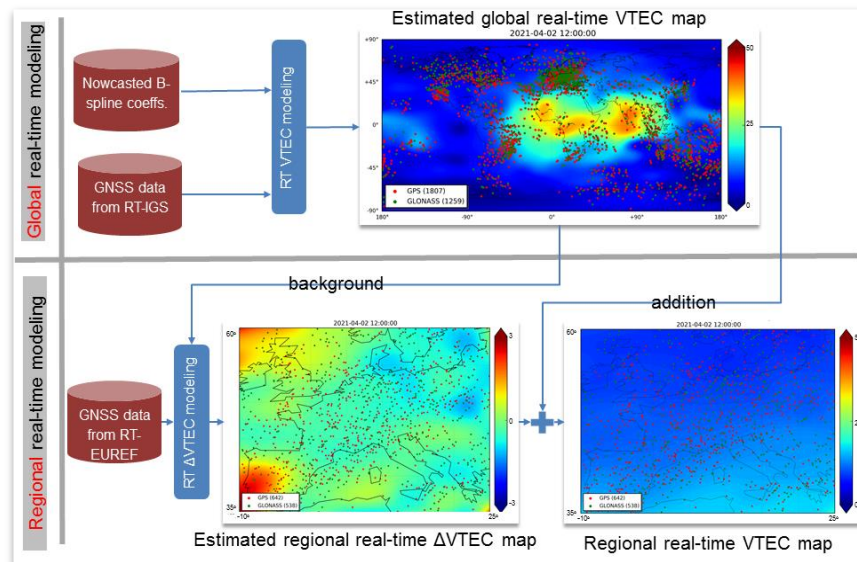 Estimated global real-time VTEC map
Global real-time modeling
Nowcasted B-
spline coeffs.
GNSS data
from RT-IGS
RT VTEC modeling
2021-04-02 12:00:00
+90°
+45°
0°
-45°
-90°
180°
-90°
0°
+90°
180°
GPS (1807)
GLONASS (1259)
50
25
0
background
addition
Regional real-time modeling
GNSS data
from RT-
EUREF
RT ΔVTEC modeling
2021-04-02 12:00:00
60°
35°
-10°
25°
GPS (642)
GLONASS (538)
3
0
-3
2021-04-02 12:00:00
60°
35°
-10°
25°
GPS (642)
GLONASS (538)
25
0
Estimated regional real-time ΔVTEC map
Regional real-time VTEC map